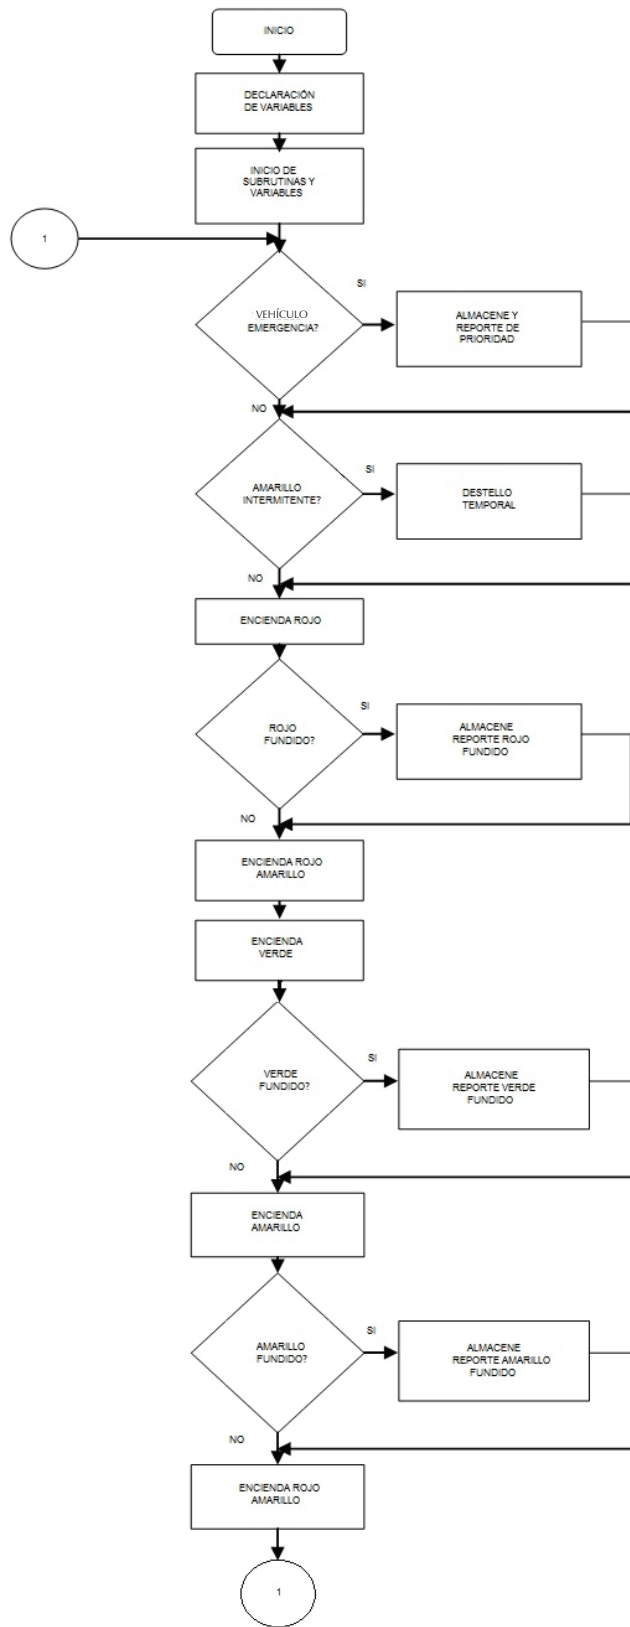 INICIO
DECLARACIÓN
DE VARIABLES
INICIO DE
SUBRUTINAS Y
VARIABLES
1
VEHÍCULO
EMERGENCIA?
SI
ALMACENE Y
REPORTE DE
PRIORIDAD
NO
AMARILLO
INTERMITENTE?
SI
DESTELLO
TEMPORAL
NO
ENCIENDA ROJO
ROJO
FUNDIDO?
SI
ALMACENE
REPORTE ROJO
FUNDIDO
NO
ENCIENDA ROJO
AMARILLO
ENCIENDA
VERDE
VERDE
FUNDIDO?
SI
ALMACENE
REPORTE VERDE
FUNDIDO
NO
ENCIENDA
AMARILLO
AMARILLO
FUNDIDO?
SI
ALMACENE
REPORTE AMARILLO
FUNDIDO
NO
ENCIENDA ROJO
AMARILLO
1